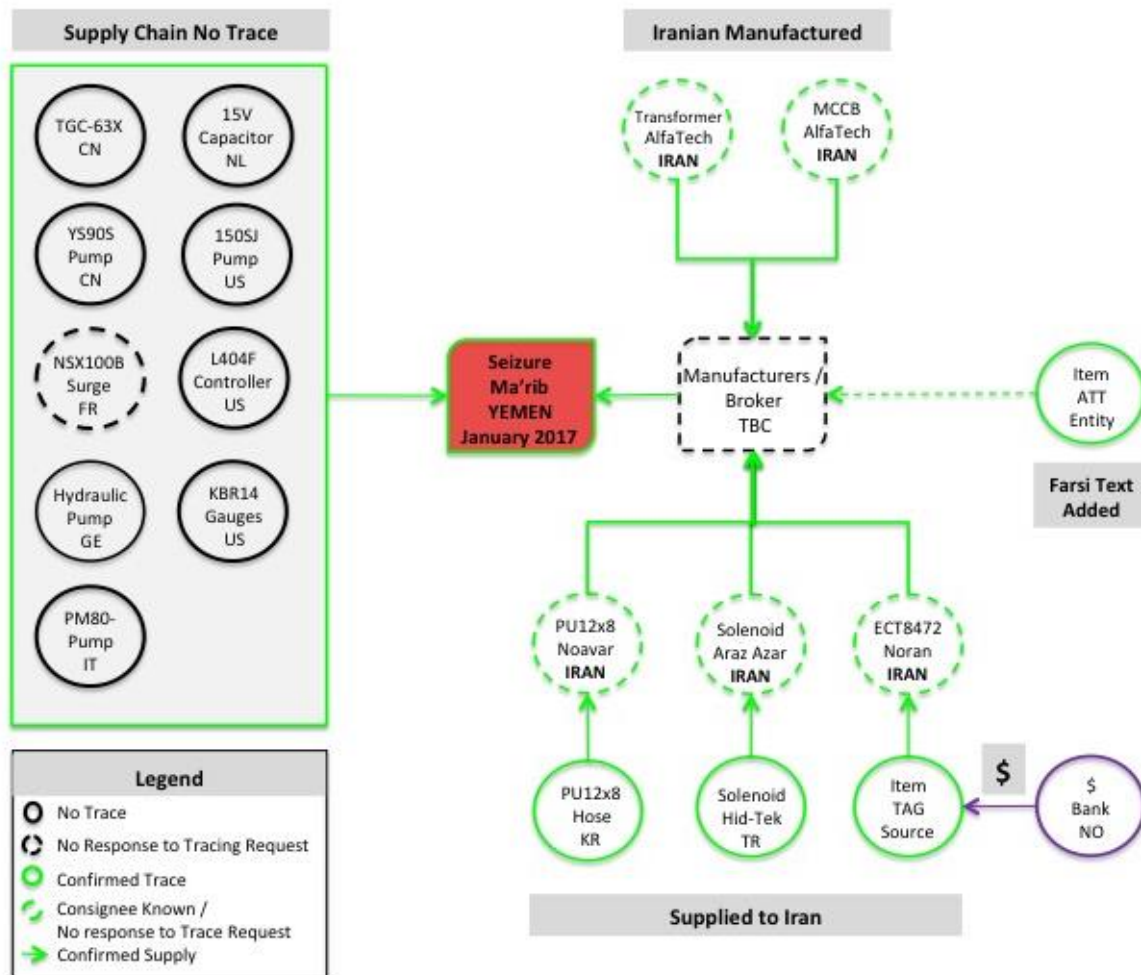 Supply Chain No Trace
TGC-63X
CN
15V
Capacitor
NL
YS90S
Pump
CN
150SJ
Pump
US
NSX100B
Surge
FR
L404F
Controller
US
Hydraulic
Pump
GE
KBR14
Gauges
US
PM80-
Pump
IT
Iranian Manufactured
Transformer
AlfaTech
IRAN
MCCB
AlfaTech
IRAN
Seizure
Ma’rib
YEMEN
January 2017
Manufacturers /
Broker
TBC
Item
ATT
Entity
Farsi Text
Added
PU12x8
Noavar
IRAN
Solenoid
Araz Azar
IRAN
ECT8472
Noran
IRAN
PU12x8
Hose
KR
Solenoid
Hid-Tek
TR
Item
TAG
Source
$
$
Bank
NO
Supplied to Iran
Legend
No Trace
No Response to Tracing Request
Confirmed Trace
Consignee Known /
No response to Trace Request
Confirmed Supply